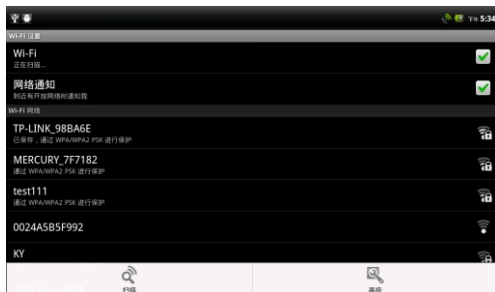 下午 5:34
Wi-Fi 设置
Wi-Fi
正在扫描...
网络通知
附近有开放网络时通知我
Wi-Fi 网络
TP-LINK_98BA6E
已保存，通过 WPA/WPA2 PSK 进行保护
MERCURY_7F7182
通过 WPA/WPA2 PSK 进行保护
test111
通过 WPA/WPA2 PSK 进行保护
0024A5B5F992
KY
扫描
高级